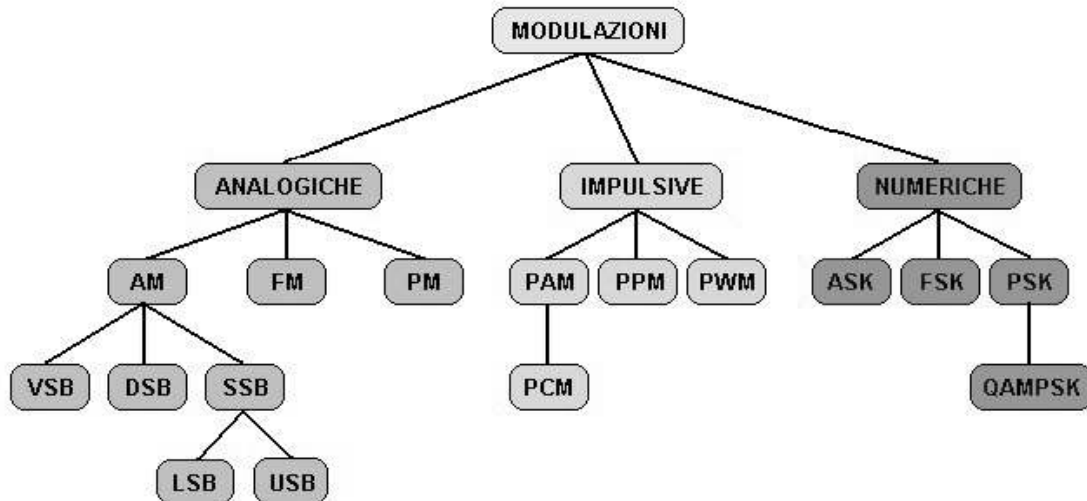 MODULAZIONI
ANALOGICHE
IMPULSIVE
NUMERICHE
AM
FM
PM
PAM
PPM
PWM
ASK
FSK
PSK
VSB
DSB
SSB
PCM
QAMPSK
LSB
USB